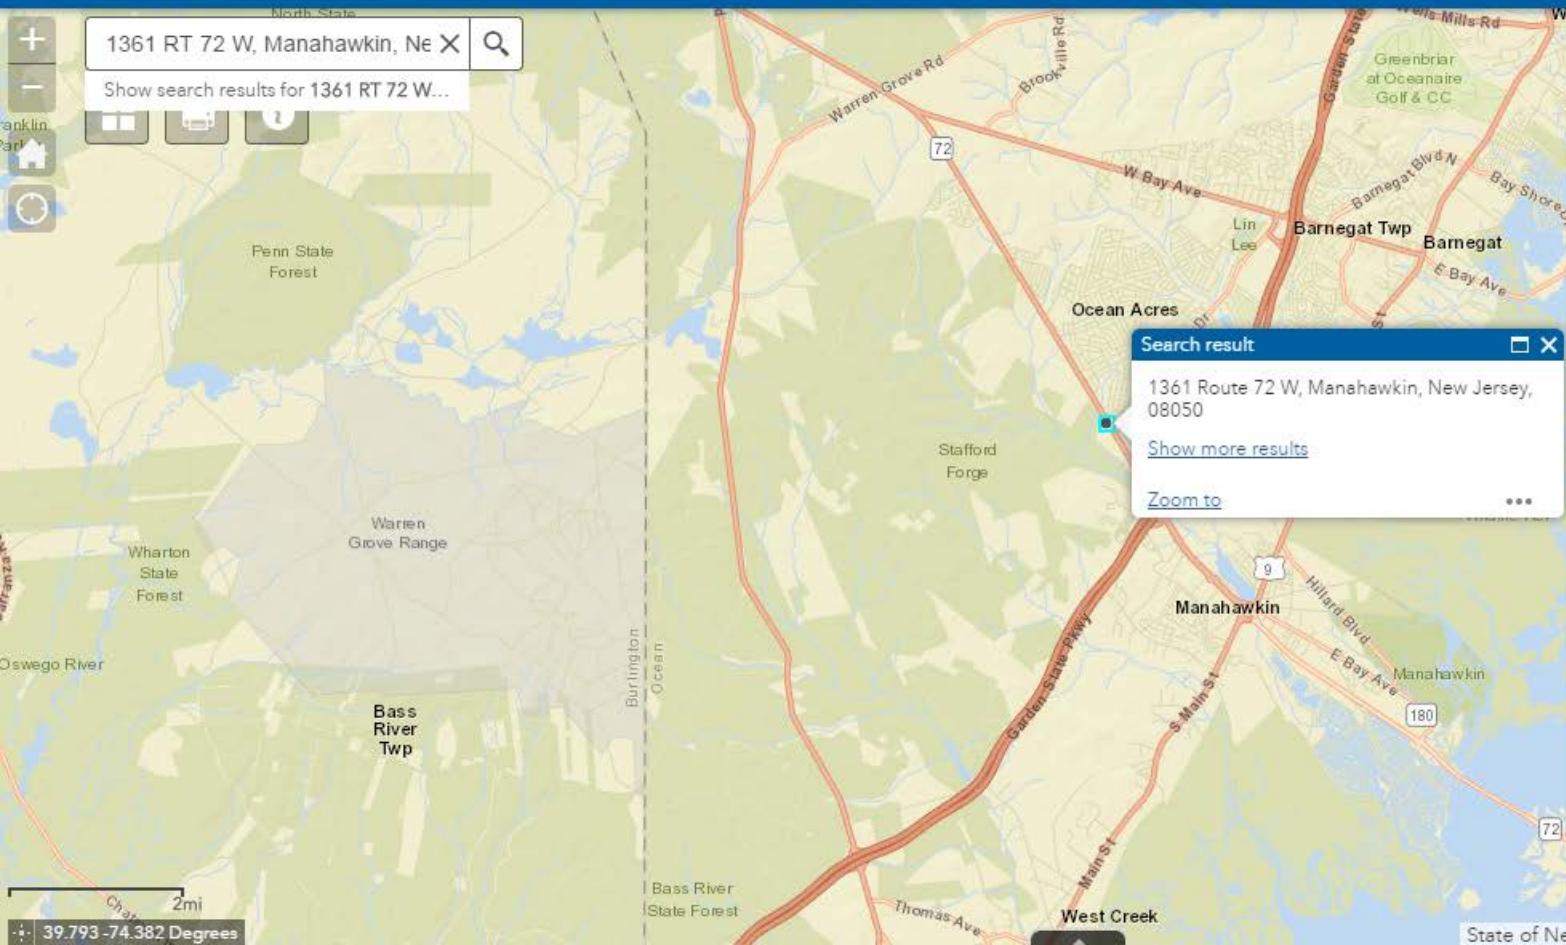 North State
1361 RT 72 W, Manahawkin, Ne
Show search results for 1361 RT 72 W...
Wells Mills Rd
Garden State
Greenbriar
at Oceanaire
Golf & CC
Brookville Rd
Warren Grove Rd
72
W Bay Ave
Barnegat Blvd N
Bay Shore
Lin
Lee
Barnegat Twp
Barnegat
E Bay Ave
Penn State
Forest
Ocean Acres
Dr
St
Search result
1361 Route 72 W, Manahawkin, New Jersey,
08050
Show more results
Zoom to
Stafford
Forge
Warren
Grove Range
Wharton
State
Forest
9
Hillard Blvd
Manahawkin
Oswego River
Burlington
Ocean
Garden State Pkwy
E Bay Ave
Manahawkin
180
S Main St
Bass
River
Twp
72
Main St
2mi
Bass River
State Forest
Thomas Ave
West Creek
39.793 -74.382 Degrees
State of Ne